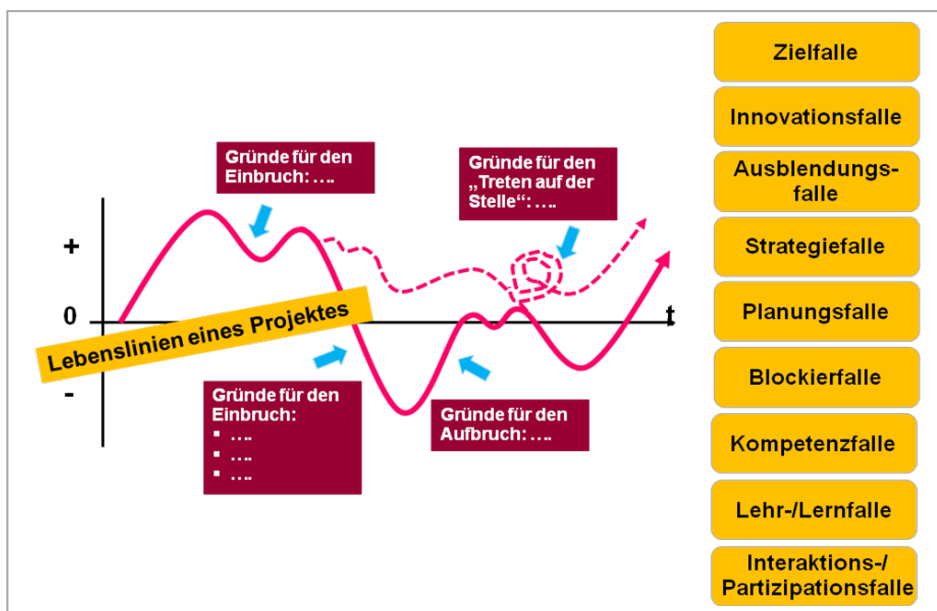 Gründe für den
Einbruch: ....
Gründe für den
„Treten auf der
Stelle“: ....
+
0
-
t
Lebenslinien eines Projektes
Gründe für den
Einbruch:
▪ ....
▪ ....
▪ ....
Gründe für den
Aufbruch: ....
Zielfalle
Innovationsfalle
Ausblendungs-
falle
Strategiefalle
Planungsfalle
Blockierfalle
Kompetenzfalle
Lehr-/Lernfalle
Interaktions-/
Partizipationsfalle